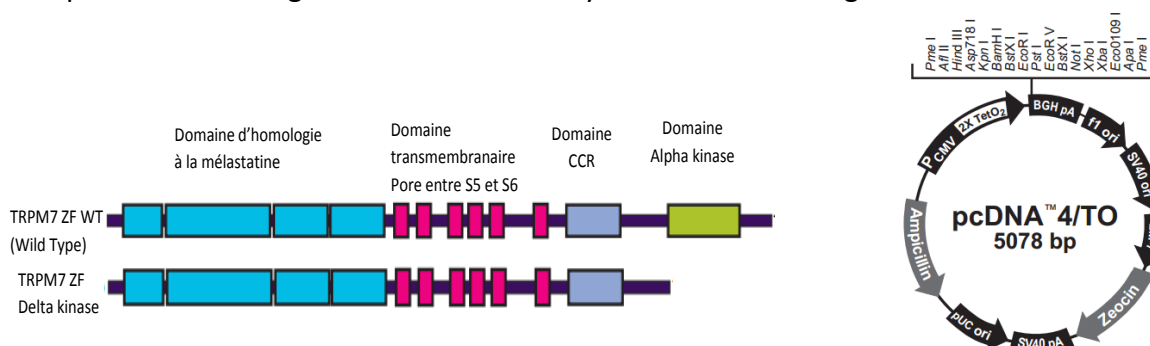 Domaine d’homologie
à la mélastatine
Domaine
transmembranaire
Pore entre S5 et S6
Domaine
CCR
Domaine
Alpha kinase
TRPM7 ZF WT
(Wild Type)
TRPM7 ZF
Delta kinase
Pme I
Afl II
Hind III
Asp718 I
Kpn I
BamH I
BstX I
EcoR I
Pst I
EcoR V
BstX I
Not I
Xho I
Xba I
Eco0109 I
Apa I
Pme I
PCMV
2X TetO2
BGH pA
f1 ori
SV40 ori
Zeocin
SV40 pA
pUC ori
Ampicillin
pcDNA™4/TO
5078 bp